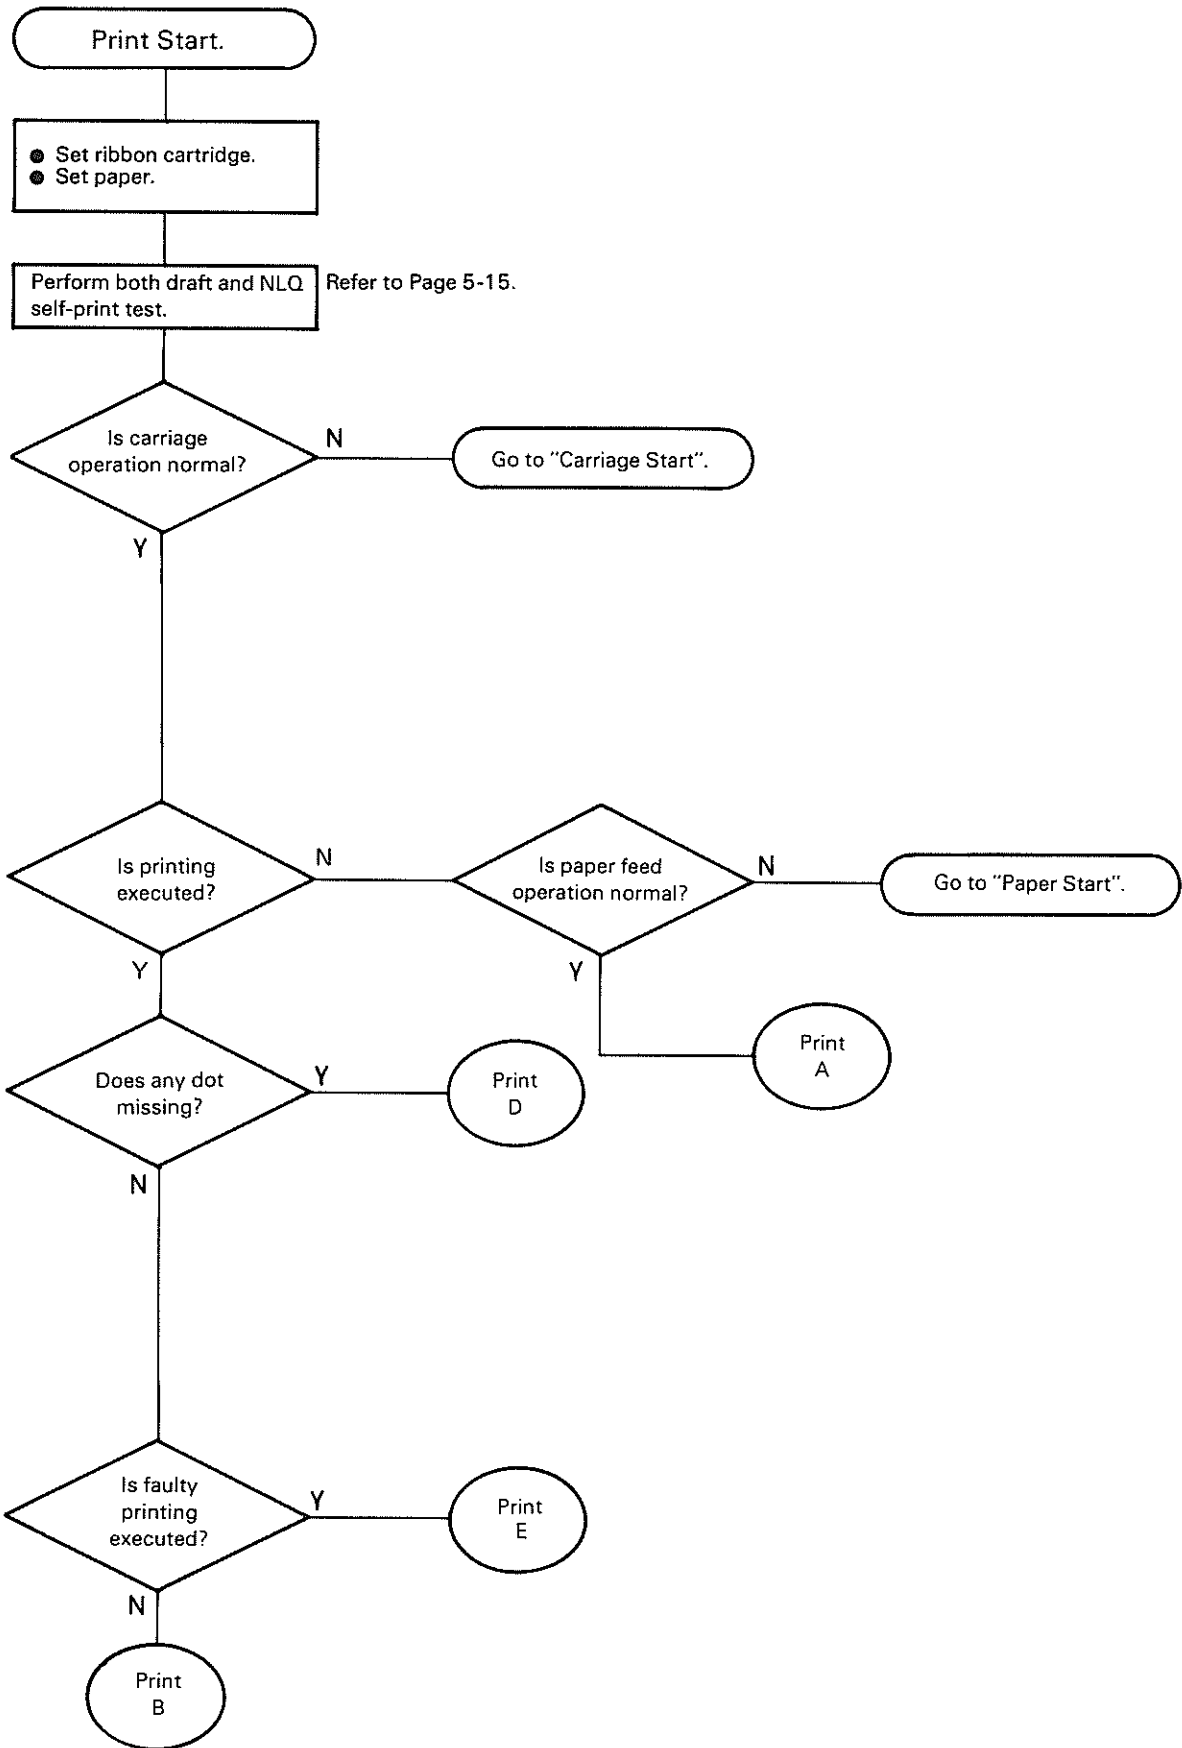 Print Start.
● Set ribbon cartridge.
● Set paper.
Perform both draft and NLQ
self-print test.
Refer to Page 5-15.
Is carriage
operation normal?
N
Go to "Carriage Start".
Y
Is printing
executed?
N
Is paper feed
operation normal?
N
Go to "Paper Start".
Y
Y
Print
A
Does any dot
missing?
Y
Print
D
N
Is faulty
printing
executed?
Y
Print
E
N
Print
B